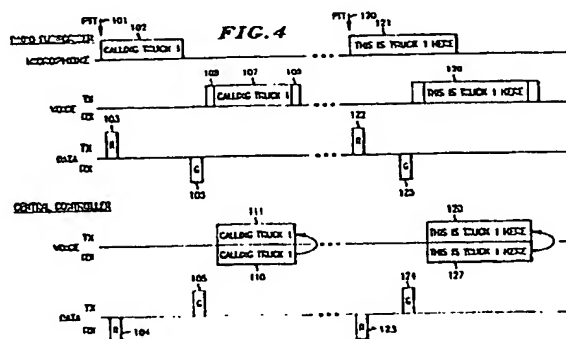 PTT 101 102 FIG. 4 PTT 120 121
CALLING TRUCK 1 THIS IS TRUCK 1 HERE
MICROPHONE
108 107 109 128
TX CALLING TRUCK 1 THIS IS TRUCK 1 HERE
VOICE
RX
103 122
TX R R
DATA
RX G G
CENTRAL CONTROLLER
111
TX CALLING TRUCK 1 THIS IS TRUCK 1 HERE
VOICE
RX CALLING TRUCK 1 THIS IS TRUCK 1 HERE
110 127
105 124
TX G G
DATA
RX R 104 R 123